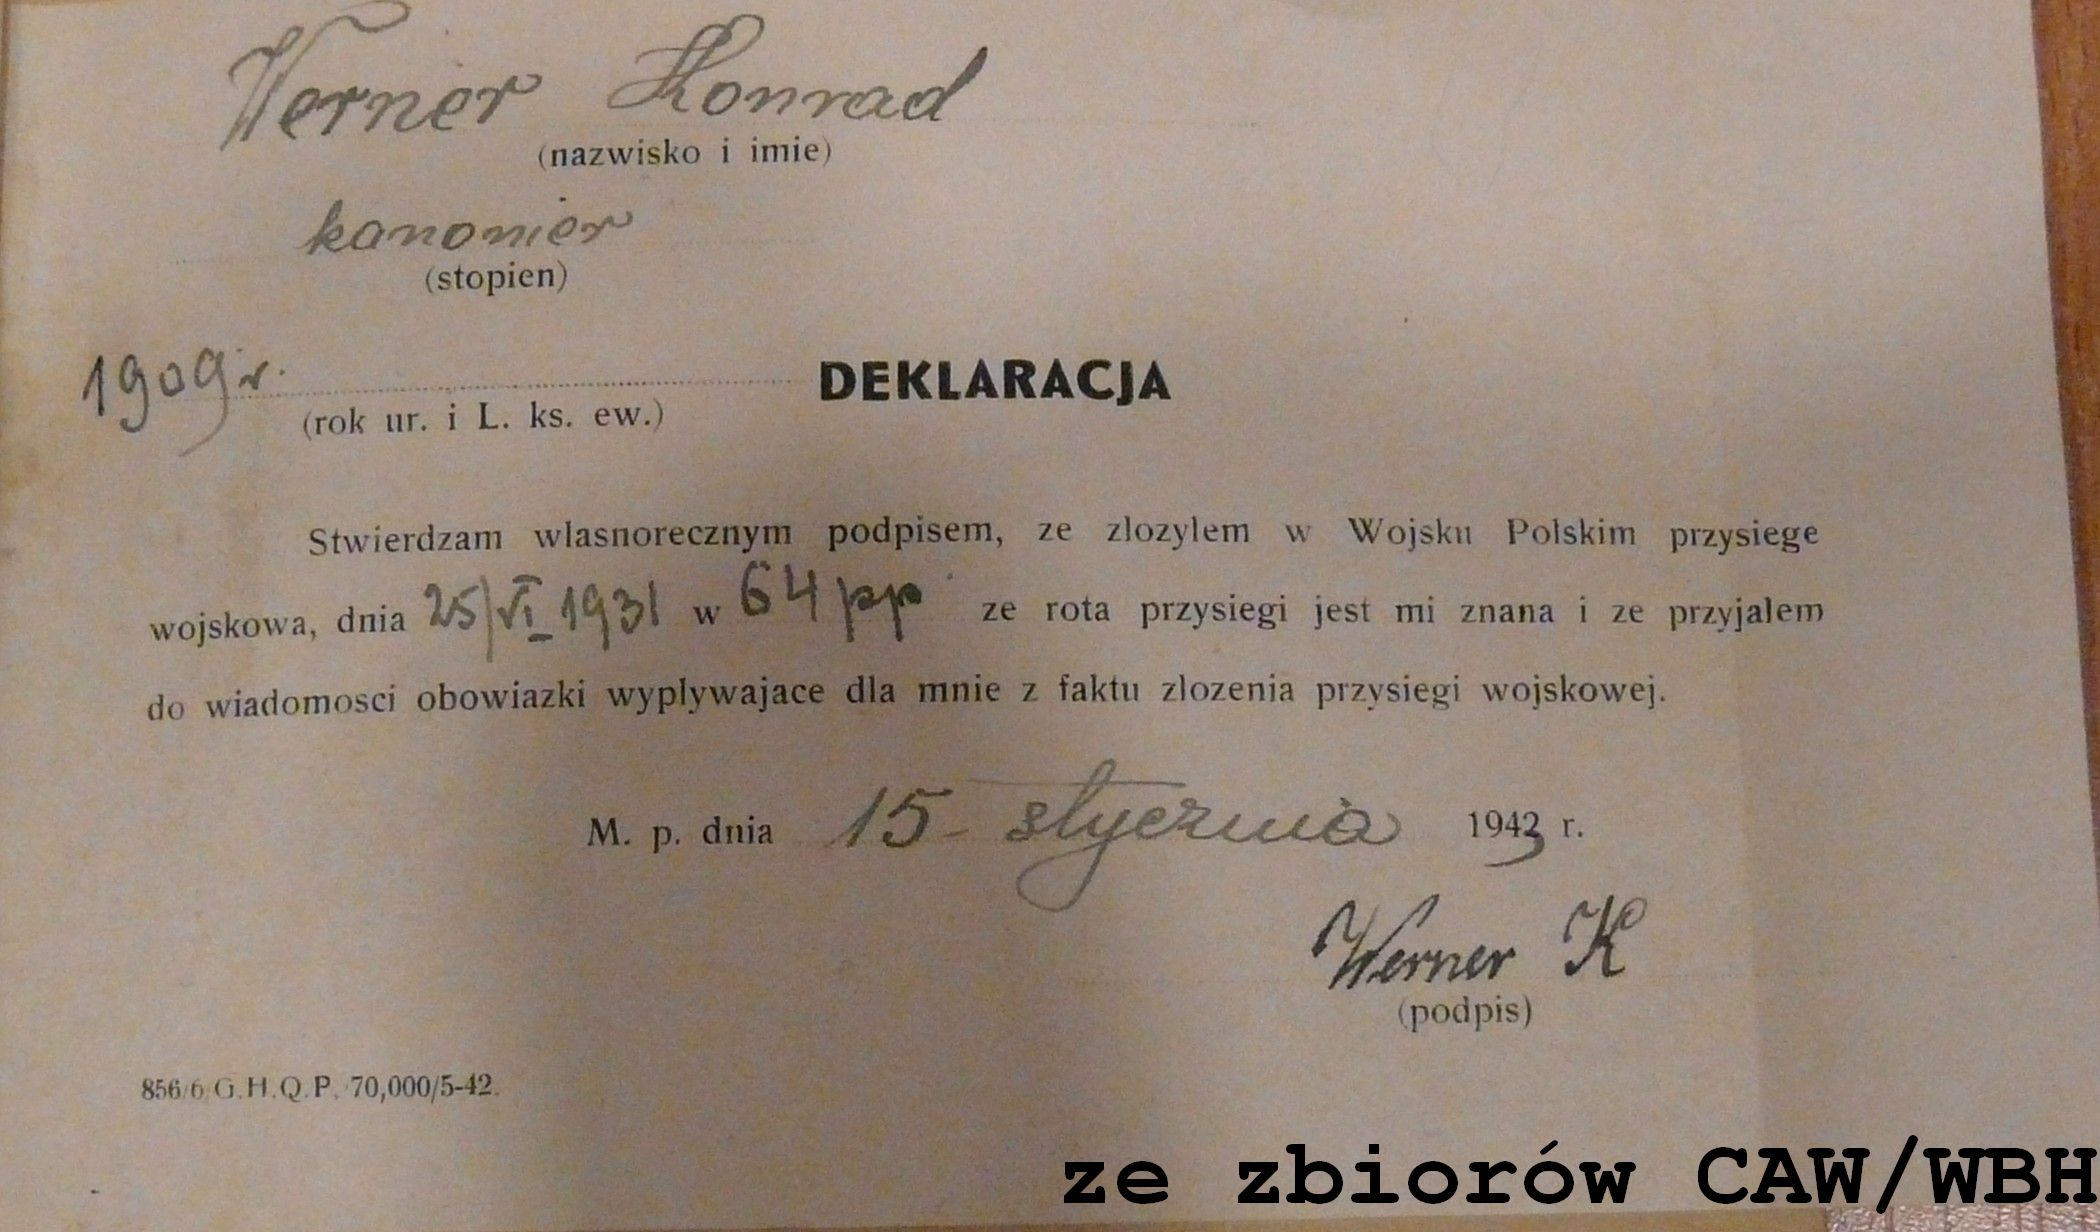 Werner Konrad
(nazwisko i imie)
kanonier
(stopien)
1909 r.
DEKLARACJA
(rok ur. i L. ks. ew.)
Stwierdzam wlasnorecznym podpisem, ze zlozylem w Wojsku Polskim przysiege
wojskowa, dnia 25/VI 1931 w 64 pp ze rota przysiegi jest mi znana i ze przyjalem
do wiadomosci obowiazki wyplywajace dla mnie z faktu zlozenia przysiegi wojskowej.
M. p. dnia 15 stycznia 1943 r.
Werner K
(podpis)
856/6 G.H.Q.P. 70,000/5-42.
ze zbiorów CAW/WBH